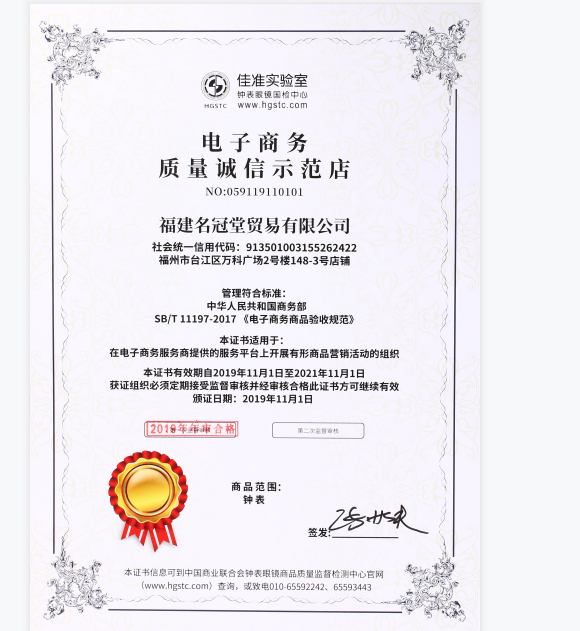 佳准实验室
钟表眼镜国检中心
HGSTC www.hgstc.com
电子商务
质量诚信示范店
NO:059119110101
福建名冠堂贸易有限公司
社会统一信用代码：913501003155262422
福州市台江区万科广场2号楼148-3号店铺
管理符合标准：
中华人民共和国商务部
SB/T 11197-2017 《电子商务商品验收规范》
本证书适用于：
在电子商务服务商提供的服务平台上开展有形商品营销活动的组织
本证书有效期自2019年11月1日至2021年11月1日
获证组织必须定期接受监督审核并经审核合格此证书方可继续有效
颁证日期：2019年11月1日
2019年年审合格
第二次监督审核
商品范围：
钟表
签发：
本证书信息可到中国商业联合会钟表眼镜商品质量监督检测中心官网
（www.hgstc.com）查询，或致电010-65592242、65593443